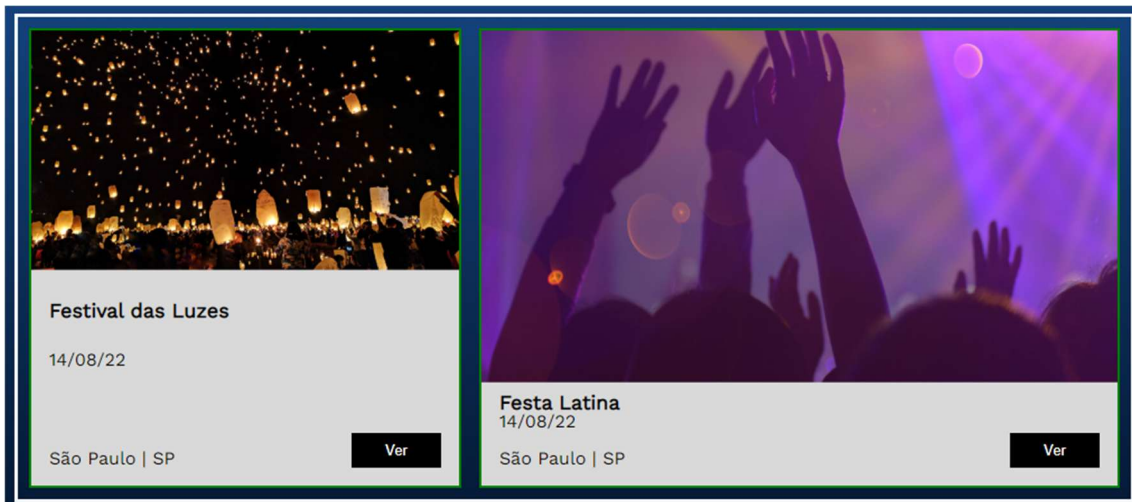 Festival das Luzes
14/08/22
São Paulo | SP
Ver
Festa Latina
14/08/22
São Paulo | SP
Ver